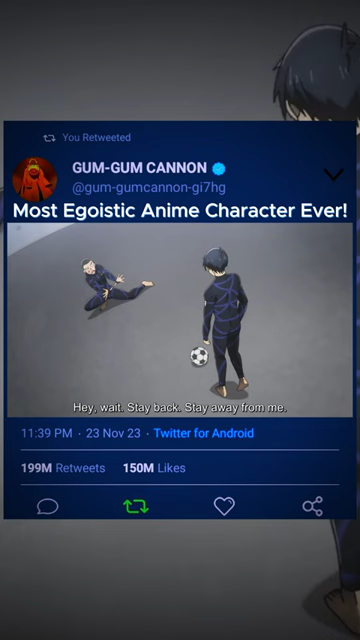 You Retweeted
GUM-GUM CANNON
@gum-gumcannon-gi7hg
Most Egoistic Anime Character Ever!
Hey, wait. Stay back. Stay away from me.
11:39 PM · 23 Nov 23 · Twitter for Android
199M Retweets 150M Likes